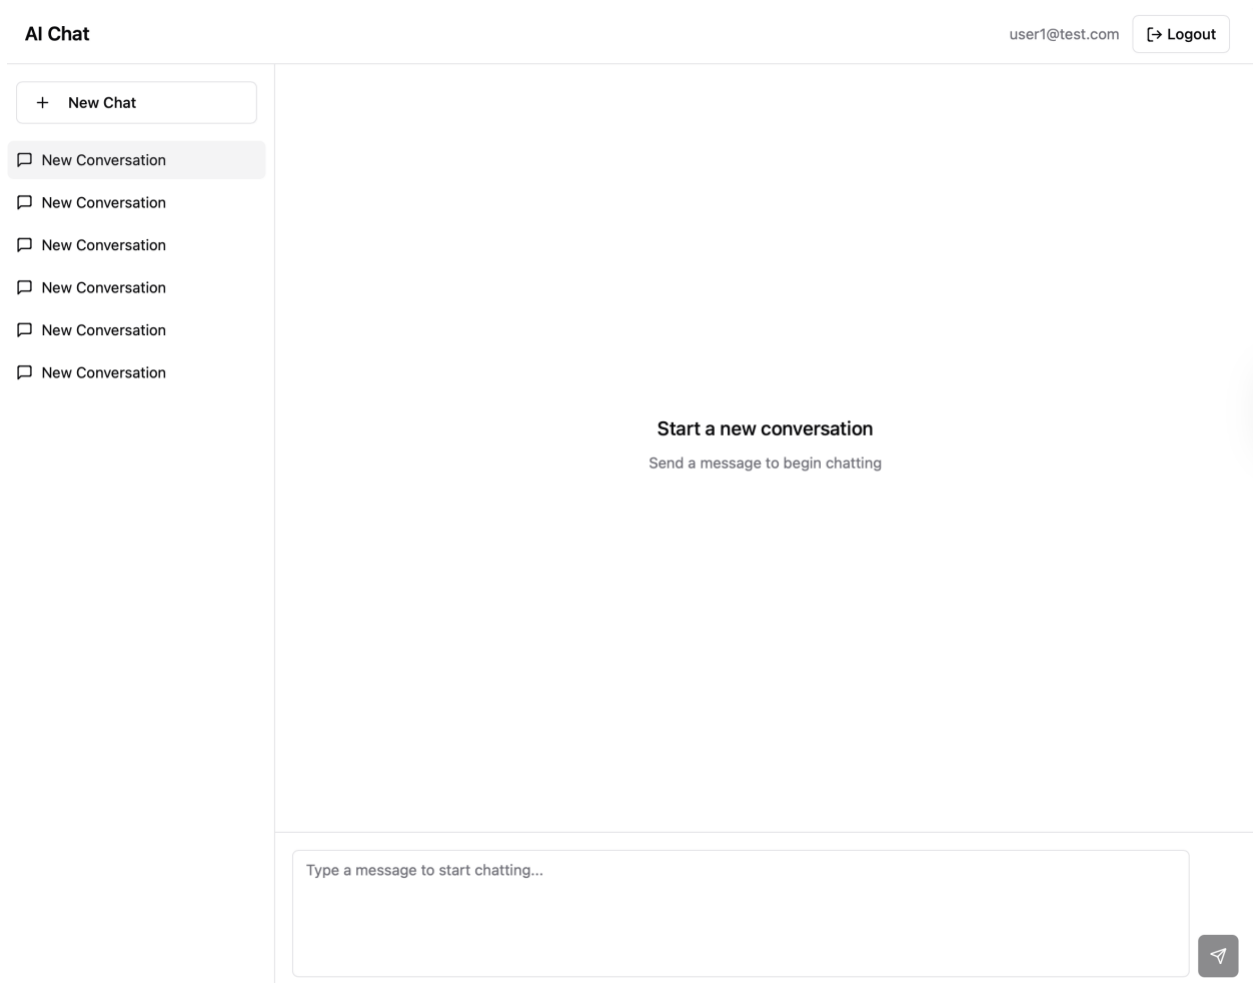 AI Chat
user1@test.com
Logout
New Chat
New Conversation
New Conversation
New Conversation
New Conversation
New Conversation
New Conversation
Start a new conversation
Send a message to begin chatting
Type a message to start chatting...